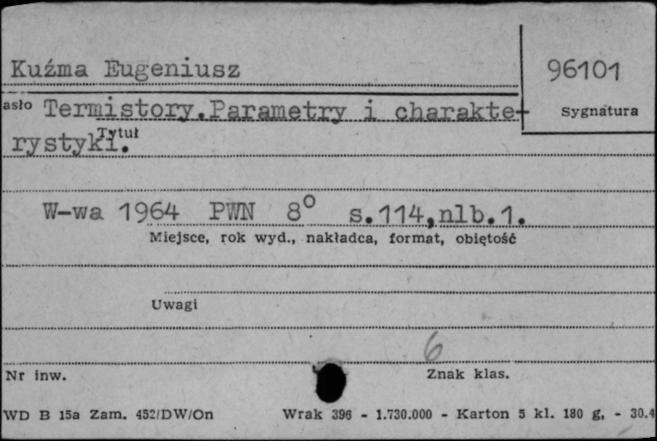 Kuźma Eugeniusz
96101
asło Termistory.Parametry i charakte-
Sygnatura
rystyki.
Tytuł
W-wa 1964 PWN 8° s.114,nlb.1.
Miejsce, rok wyd., nakładca, format, objętość
Uwagi
6
Nr inw.
Znak klas.
WD B 15a Zam. 452/DW/On Wrak 396 - 1.730.000 - Karton 5 kl. 180 g, - 30.4